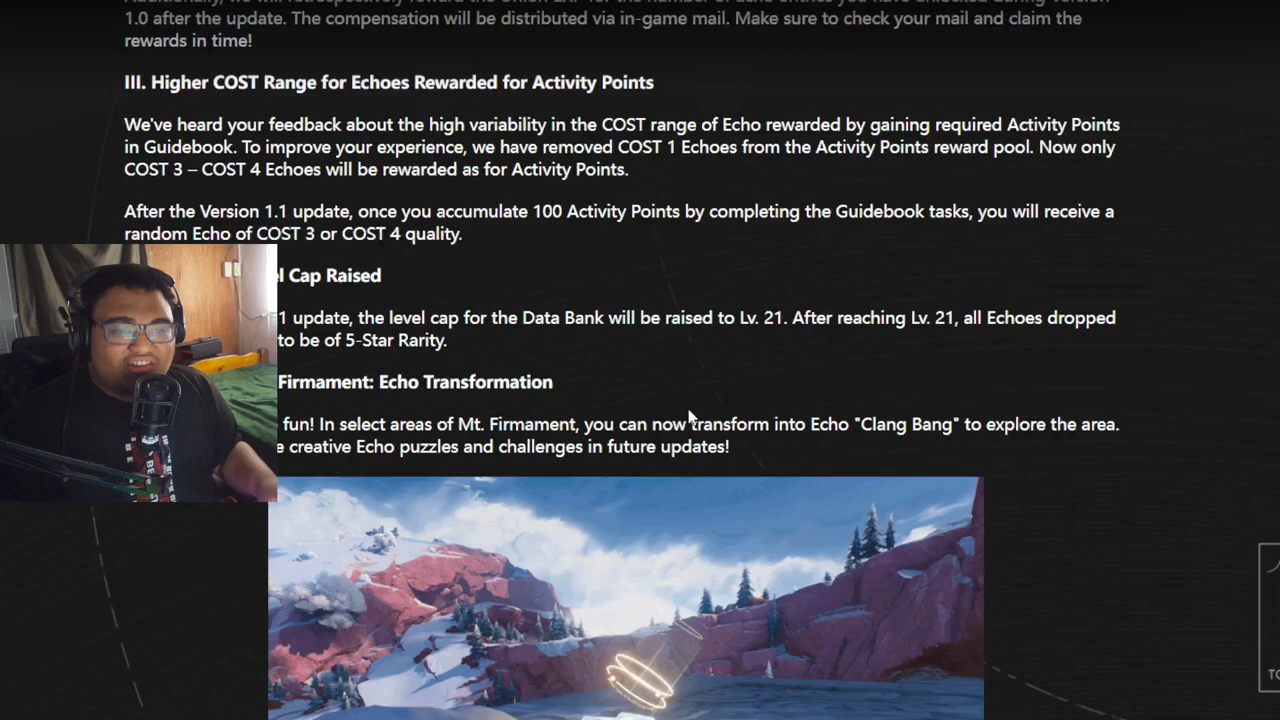 1.0 after the update. The compensation will be distributed via in-game mail. Make sure to check your mail and claim the
rewards in time!
III. Higher COST Range for Echoes Rewarded for Activity Points
We've heard your feedback about the high variability in the COST range of Echo rewarded by gaining required Activity Points
in Guidebook. To improve your experience, we have removed COST 1 Echoes from the Activity Points reward pool. Now only
COST 3 – COST 4 Echoes will be rewarded as for Activity Points.
After the Version 1.1 update, once you accumulate 100 Activity Points by completing the Guidebook tasks, you will receive a
random Echo of COST 3 or COST 4 quality.
Cap Raised
update, the level cap for the Data Bank will be raised to Lv. 21. After reaching Lv. 21, all Echoes dropped
to be of 5-Star Rarity.
Firmament: Echo Transformation
fun! In select areas of Mt. Firmament, you can now transform into Echo "Clang Bang" to explore the area.
creative Echo puzzles and challenges in future updates!